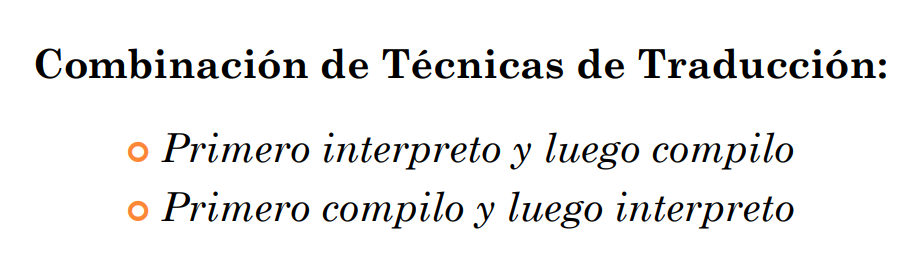 Combinación de Técnicas de Traducción:
Primero interpreto y luego compilo
Primero compilo y luego interpreto